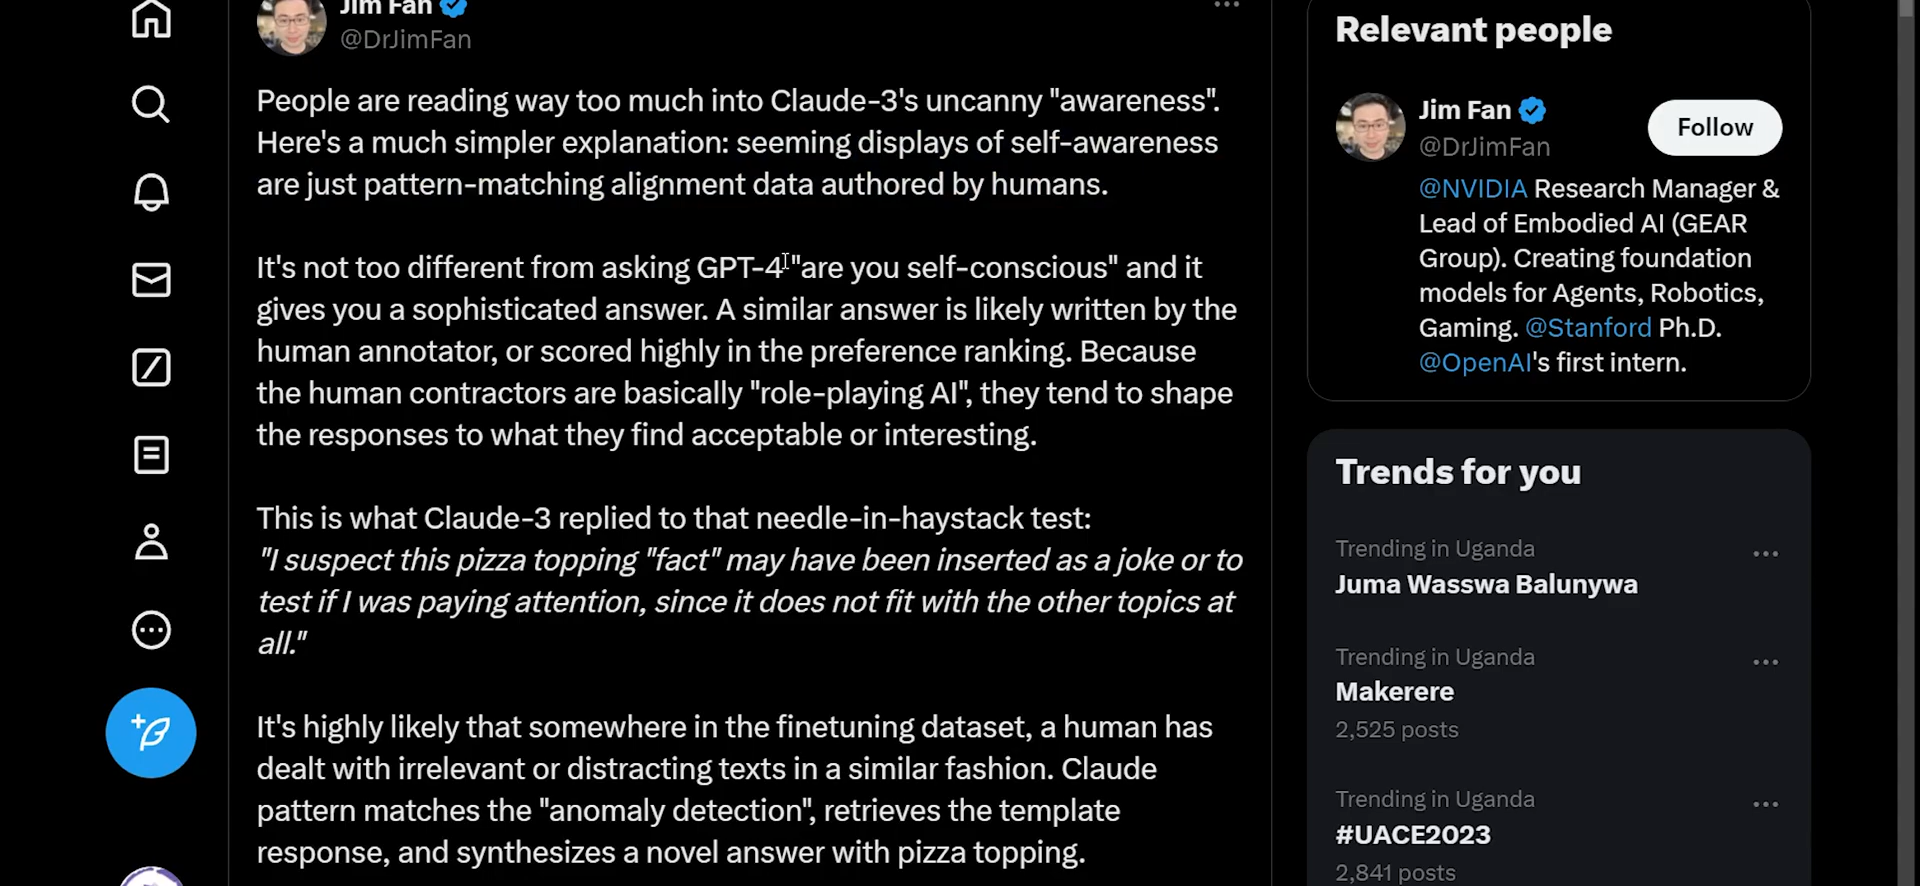 Jim Fan
@DrJimFan
People are reading way too much into Claude-3's uncanny "awareness".
Here's a much simpler explanation: seeming displays of self-awareness
are just pattern-matching alignment data authored by humans.
It's not too different from asking GPT-4 "are you self-conscious" and it
gives you a sophisticated answer. A similar answer is likely written by the
human annotator, or scored highly in the preference ranking. Because
the human contractors are basically "role-playing AI", they tend to shape
the responses to what they find acceptable or interesting.
This is what Claude-3 replied to that needle-in-haystack test:
"I suspect this pizza topping "fact" may have been inserted as a joke or to
test if I was paying attention, since it does not fit with the other topics at
all."
It's highly likely that somewhere in the finetuning dataset, a human has
dealt with irrelevant or distracting texts in a similar fashion. Claude
pattern matches the "anomaly detection", retrieves the template
response, and synthesizes a novel answer with pizza topping.
Relevant people
Jim Fan
@DrJimFan
Follow
@NVIDIA Research Manager &
Lead of Embodied AI (GEAR
Group). Creating foundation
models for Agents, Robotics,
Gaming. @Stanford Ph.D.
@OpenAI's first intern.
Trends for you
Trending in Uganda
Juma Wasswa Balunywa
Trending in Uganda
Makerere
2,525 posts
Trending in Uganda
#UACE2023
2,841 posts